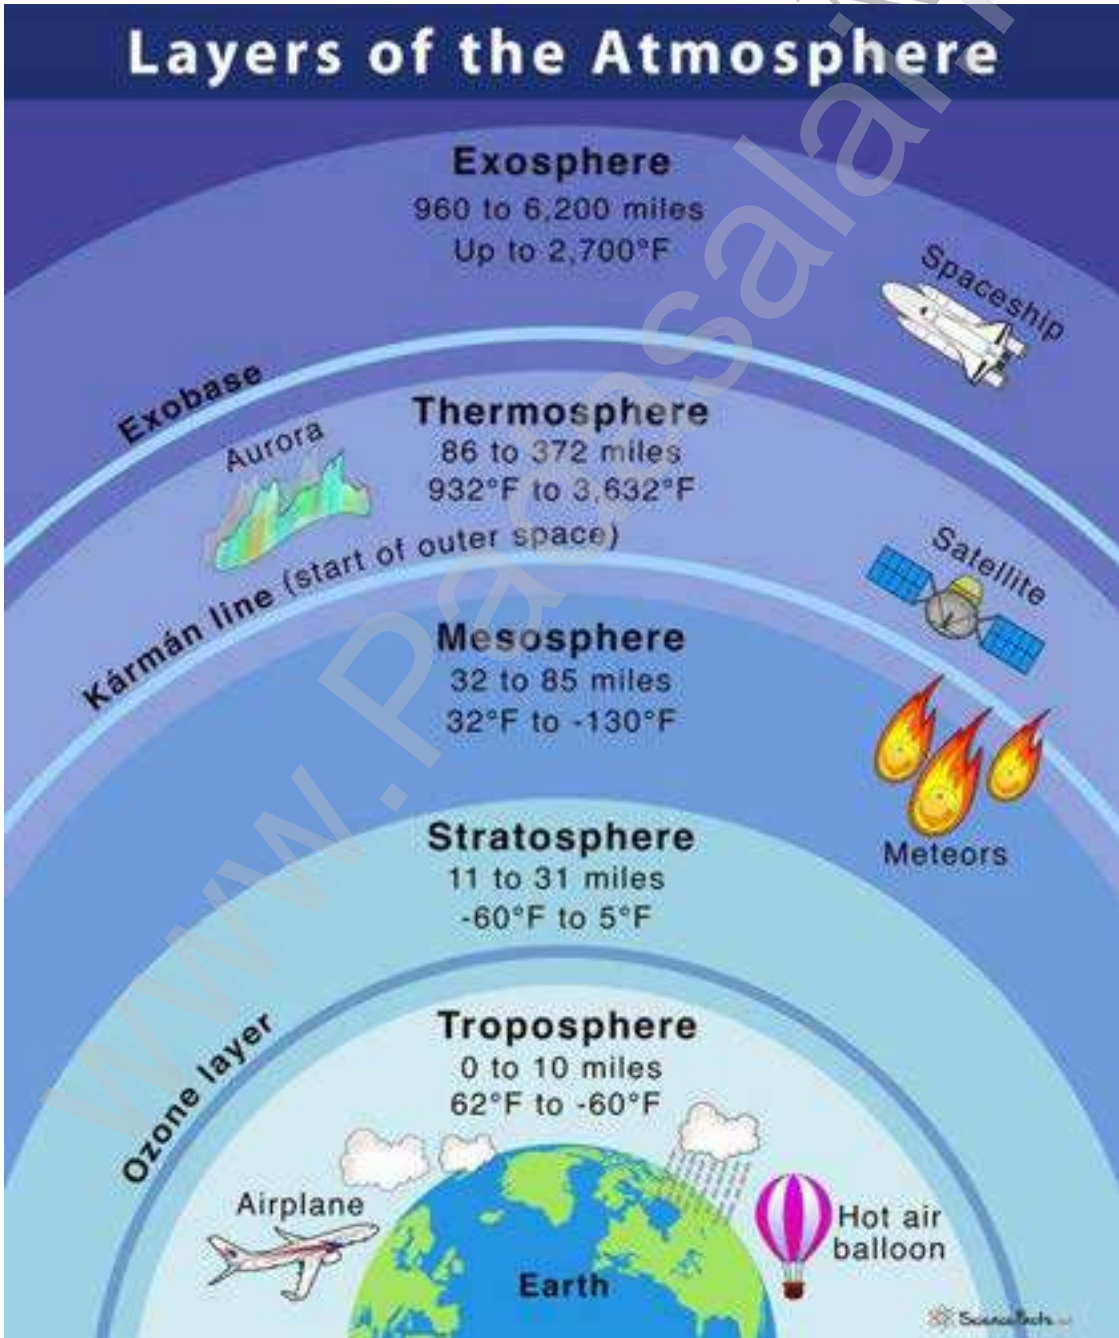 Layers of the Atmosphere
Exosphere
960 to 6,200 miles
Up to 2,700°F
Spaceship
Exobase
Aurora
Thermosphere
86 to 372 miles
932°F to 3,632°F
Kármán line (start of outer space)
Satellite
Mesosphere
32 to 85 miles
32°F to -130°F
Meteors
Stratosphere
11 to 31 miles
-60°F to 5°F
Ozone layer
Troposphere
0 to 10 miles
62°F to -60°F
Airplane
Hot air
balloon
Earth